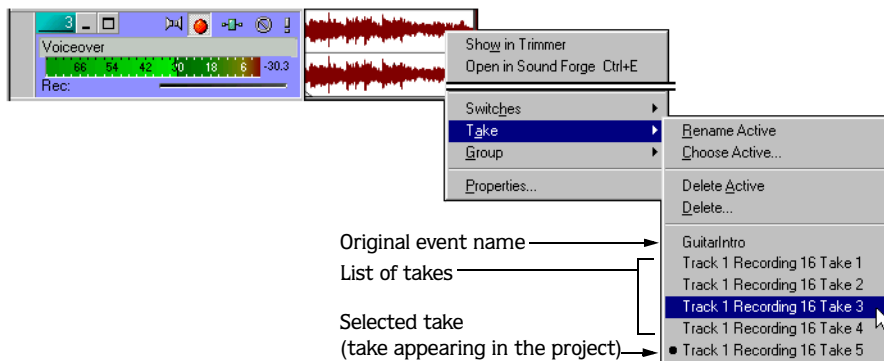 3
Voiceover
66 54 42 30 18 6 -30.3
Rec:
Show in Trimmer
Open in Sound Forge Ctrl+E
Switches
Take
Group
Properties...
Rename Active
Choose Active...
Delete Active
Delete...
Original event name
GuitarIntro
List of takes
Track 1 Recording 16 Take 1
Track 1 Recording 16 Take 2
Track 1 Recording 16 Take 3
Track 1 Recording 16 Take 4
Selected take
(take appearing in the project)
Track 1 Recording 16 Take 5